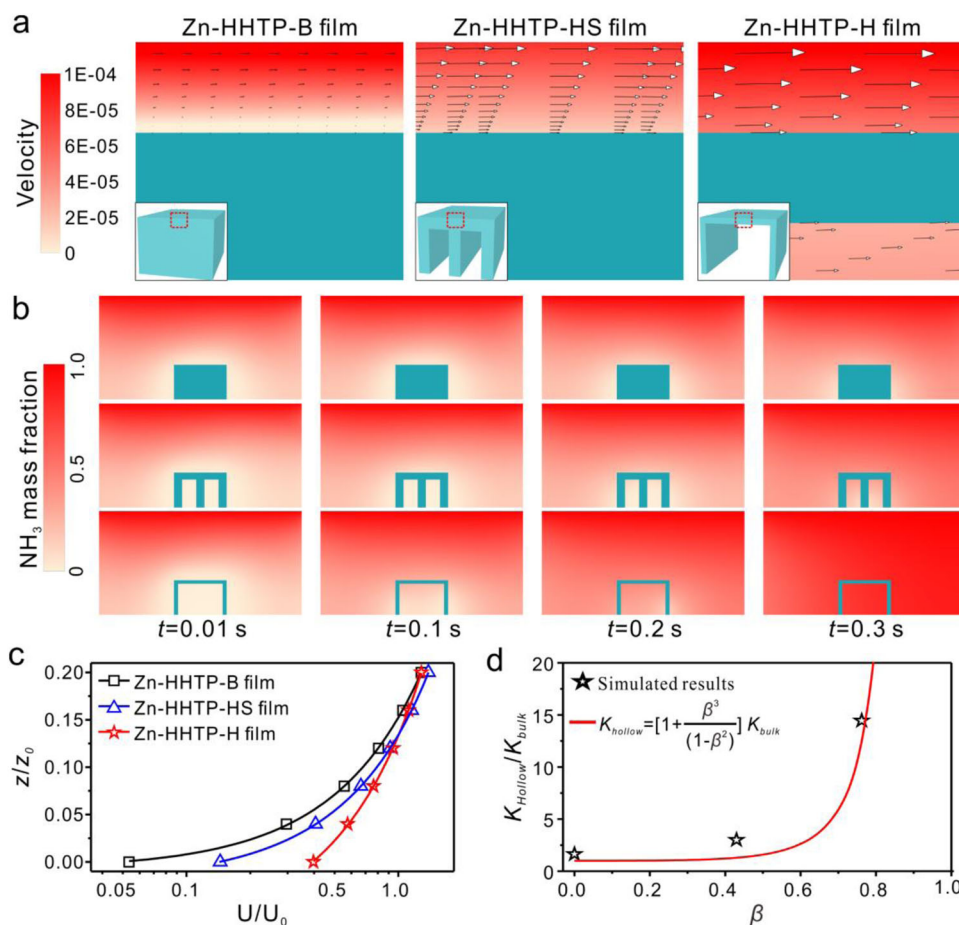 a
Zn-HHTP-B film
Zn-HHTP-HS film
Zn-HHTP-H film
Velocity
1E-04
8E-05
6E-05
4E-05
2E-05
0
b
NH3 mass fraction
1.0
0.5
0
t=0.01 s
t=0.1 s
t=0.2 s
t=0.3 s
c
z/z0
0.20
0.15
0.10
0.05
0.00
Zn-HHTP-B film
Zn-HHTP-HS film
Zn-HHTP-H film
0.05
0.1
0.5
1.0
U/U0
d
KHollow/Kbulk
20
15
10
5
0
Simulated results
Khollow=[1+β³/(1-β²)] Kbulk
0.0
0.2
0.4
0.6
0.8
1.0
β